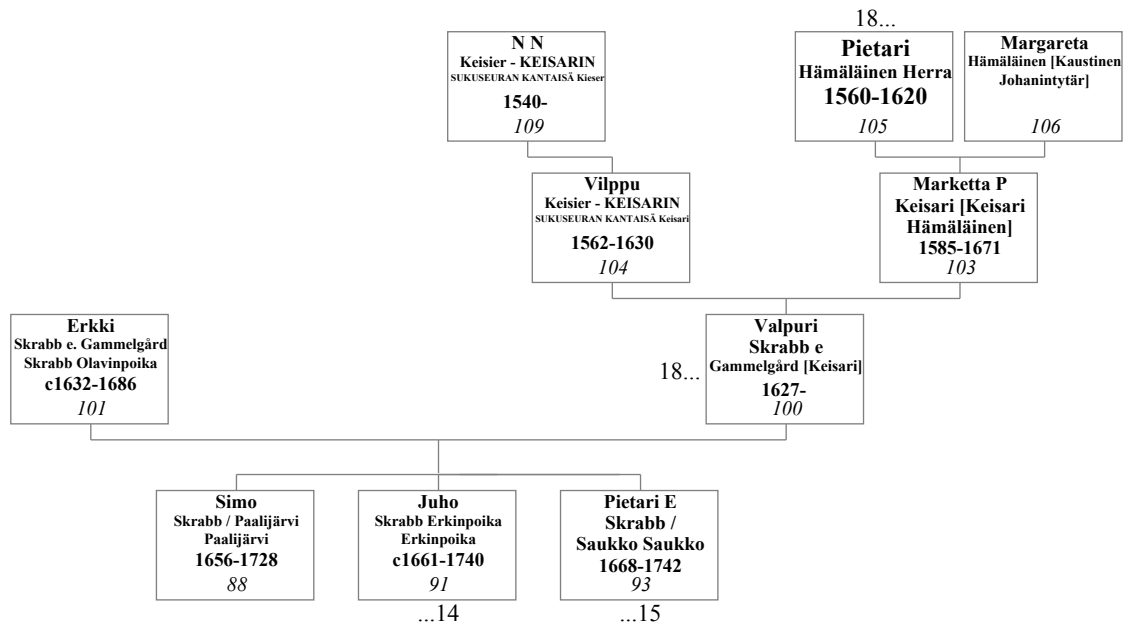 18...
N N
Keisier - KEISARIN
SUKUSEURAN KANTAISÄ Kieser
1540-
109
Pietari
Hämäläinen Herra
1560-1620
105
Margareta
Hämäläinen [Kaustinen
Johanintytär]
106
Vilppu
Keisier - KEISARIN
SUKUSEURAN KANTAISÄ Keisari
1562-1630
104
Marketta P
Keisari [Keisari
Hämäläinen]
1585-1671
103
Erkki
Skrabb e. Gammelgård
Skrabb Olavinpoika
c1632-1686
101
18...
Valpuri
Skrabb e
Gammelgård [Keisari]
1627-
100
Simo
Skrabb / Paalijärvi
Paalijärvi
1656-1728
88
Juho
Skrabb Erkinpoika
Erkinpoika
c1661-1740
91
...14
Pietari E
Skrabb /
Saukko Saukko
1668-1742
93
...15